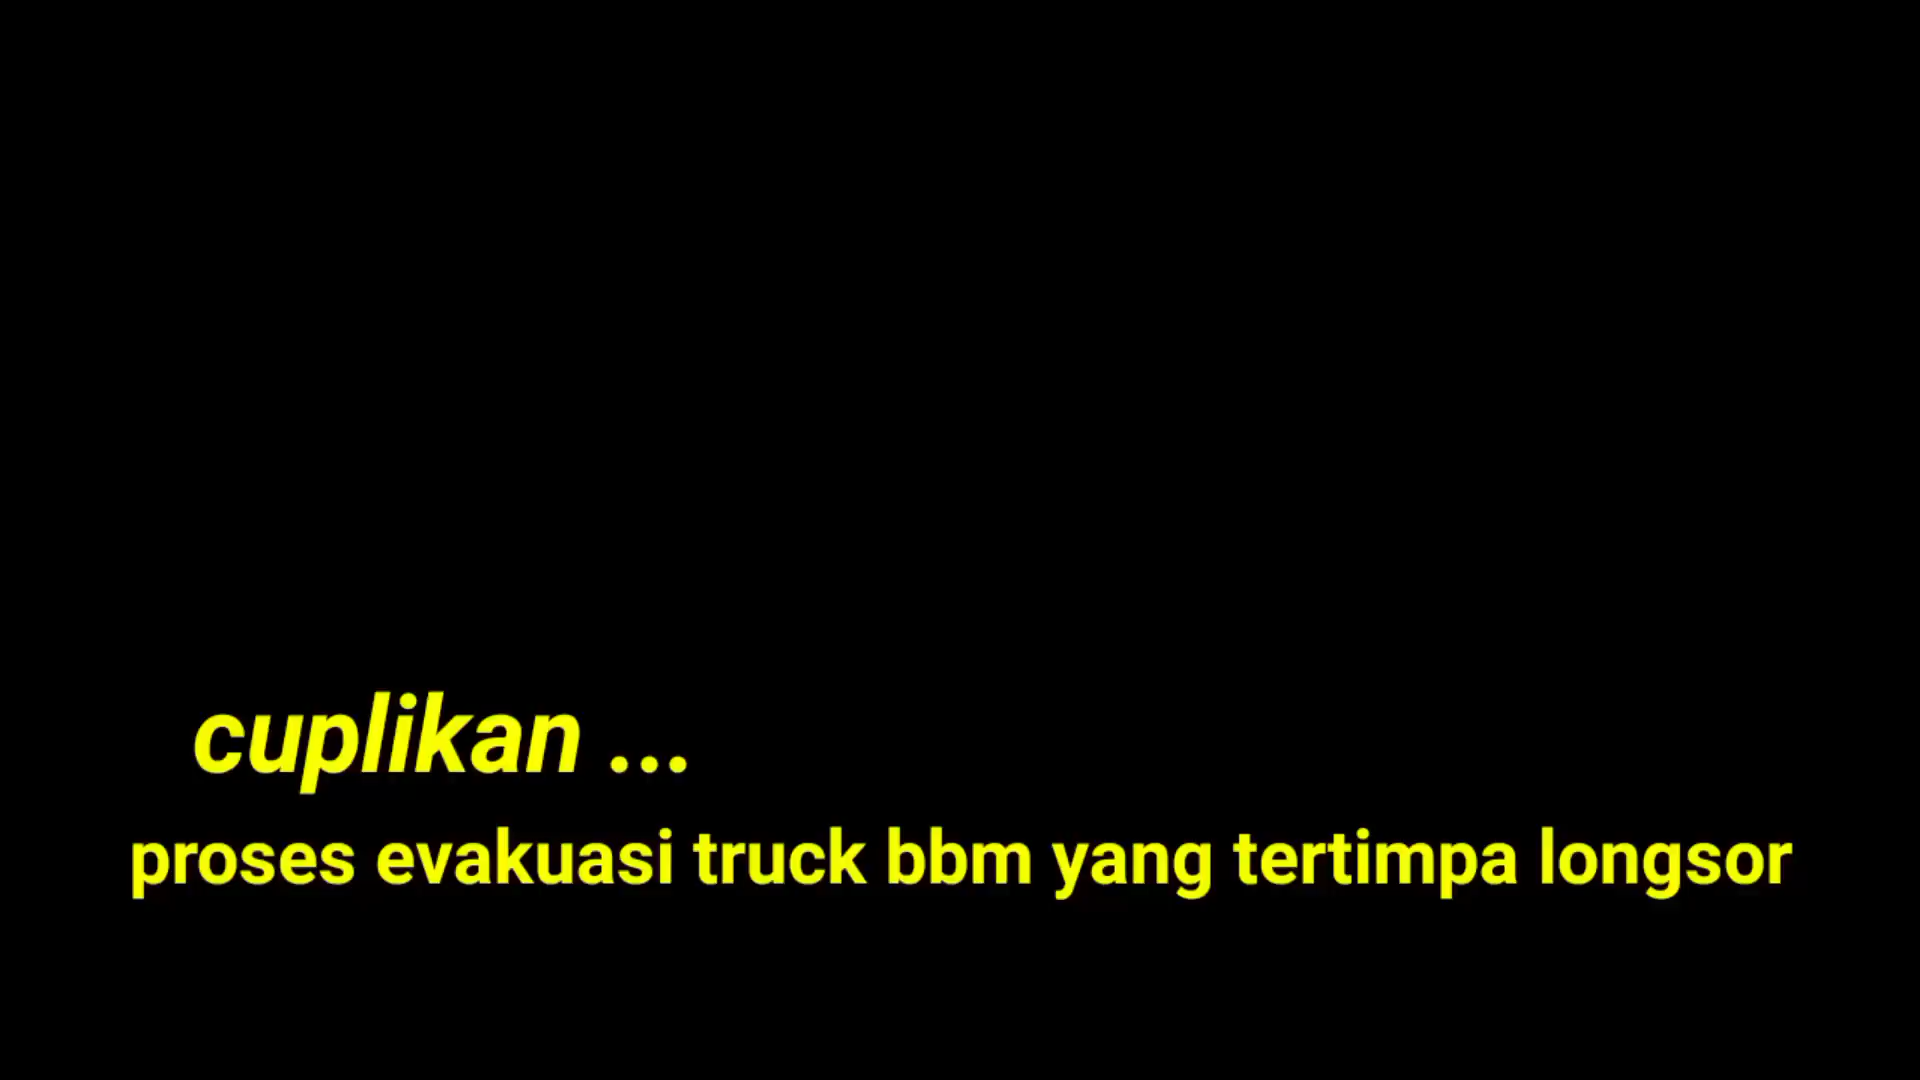 cuplikan ...
proses evakuasi truck bbm yang tertimpa longsor